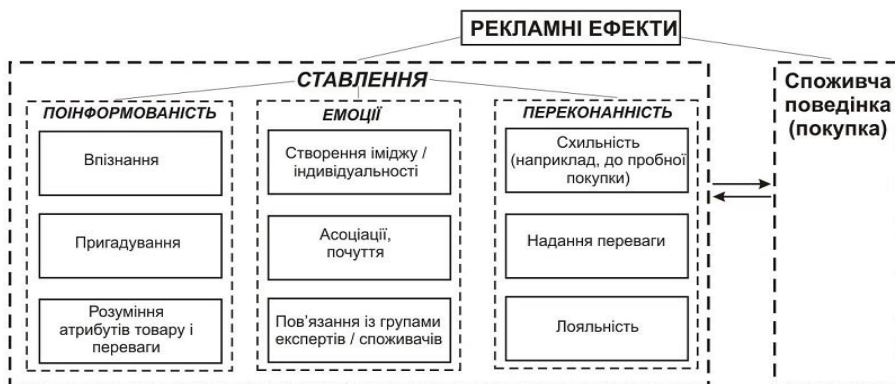 РЕКЛАМНІ ЕФЕКТИ
СТАВЛЕННЯ
ПОІНФОРМОВАНІСТЬ
Впізнання
Пригадування
Розуміння
атрибутів товару і
переваги
ЕМОЦІЇ
Створення іміджу /
індивідуальності
Асоціації,
почуття
Пов’язання із групами
експертів / споживачів
ПЕРЕКОНАННІСТЬ
Схильність
(наприклад, до пробної
покупки)
Надання переваги
Лояльність
Споживча
поведінка
(покупка)